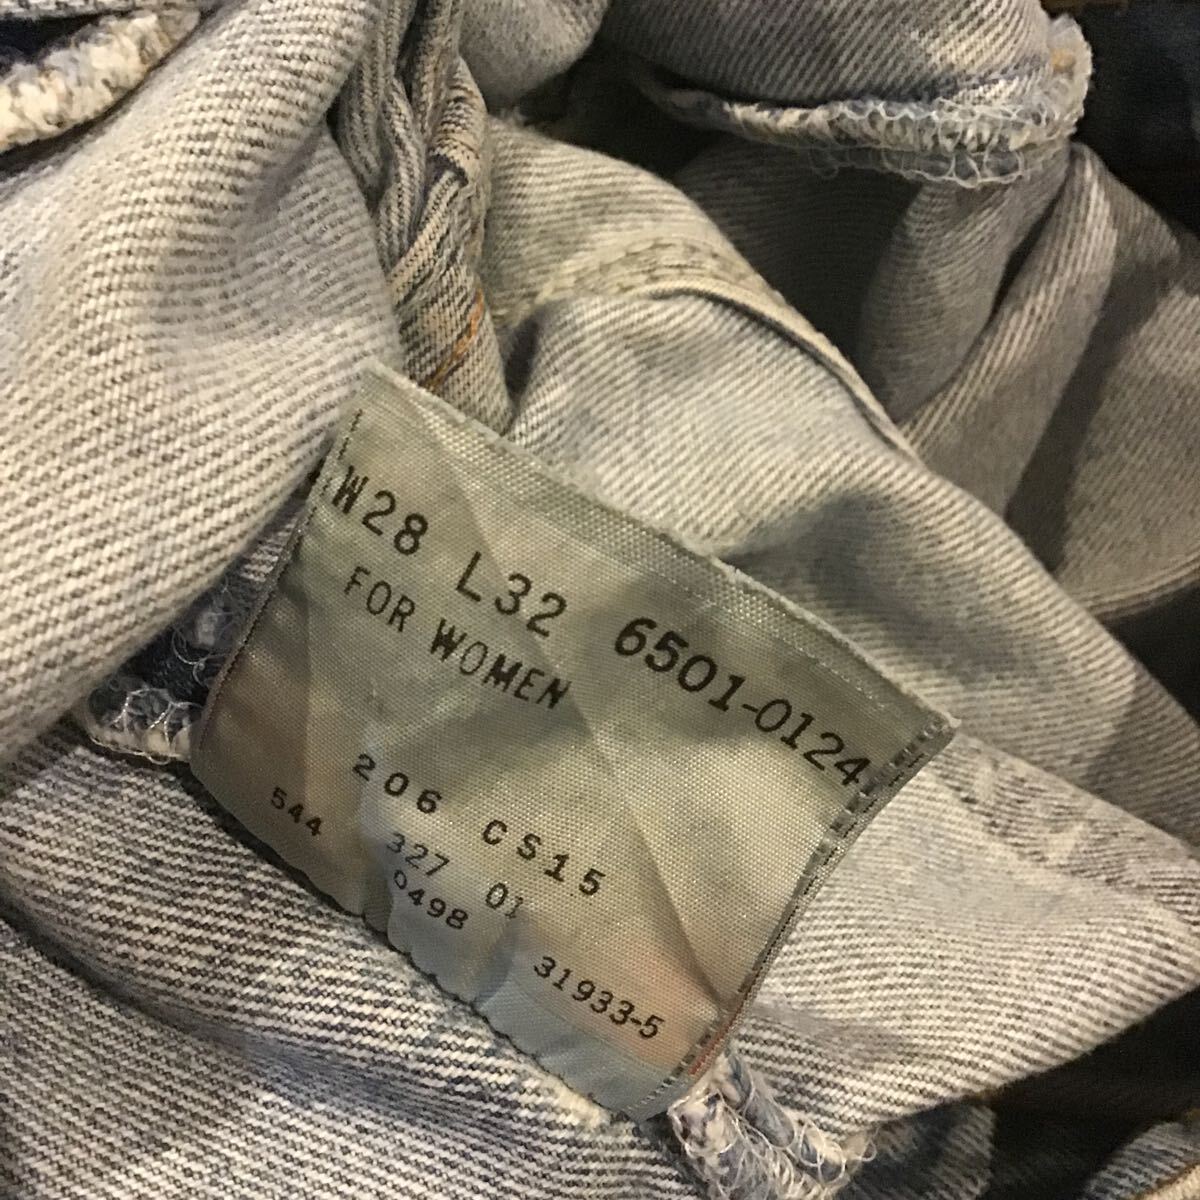 W28 L32 6501-0124
FOR WOMEN
206 CS15
544 327 01 31933-5
0498